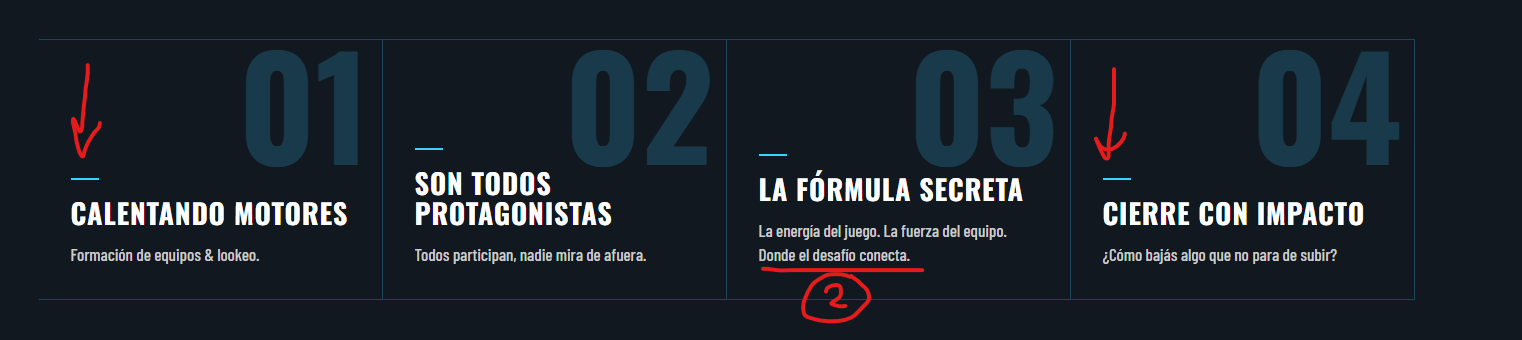 01
CALENTANDO MOTORES
Formación de equipos & lookeo.
02
SON TODOS
PROTAGONISTAS
Todos participan, nadie mira de afuera.
03
LA FÓRMULA SECRETA
La energía del juego. La fuerza del equipo.
Donde el desafío conecta.
2
04
CIERRE CON IMPACTO
¿Cómo bajás algo que no para de subir?